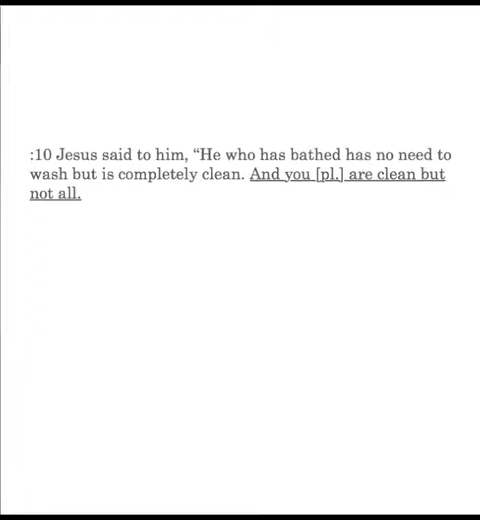 :10 Jesus said to him, “He who has bathed has no need to
wash but is completely clean. And you [pl.] are clean but
not all.